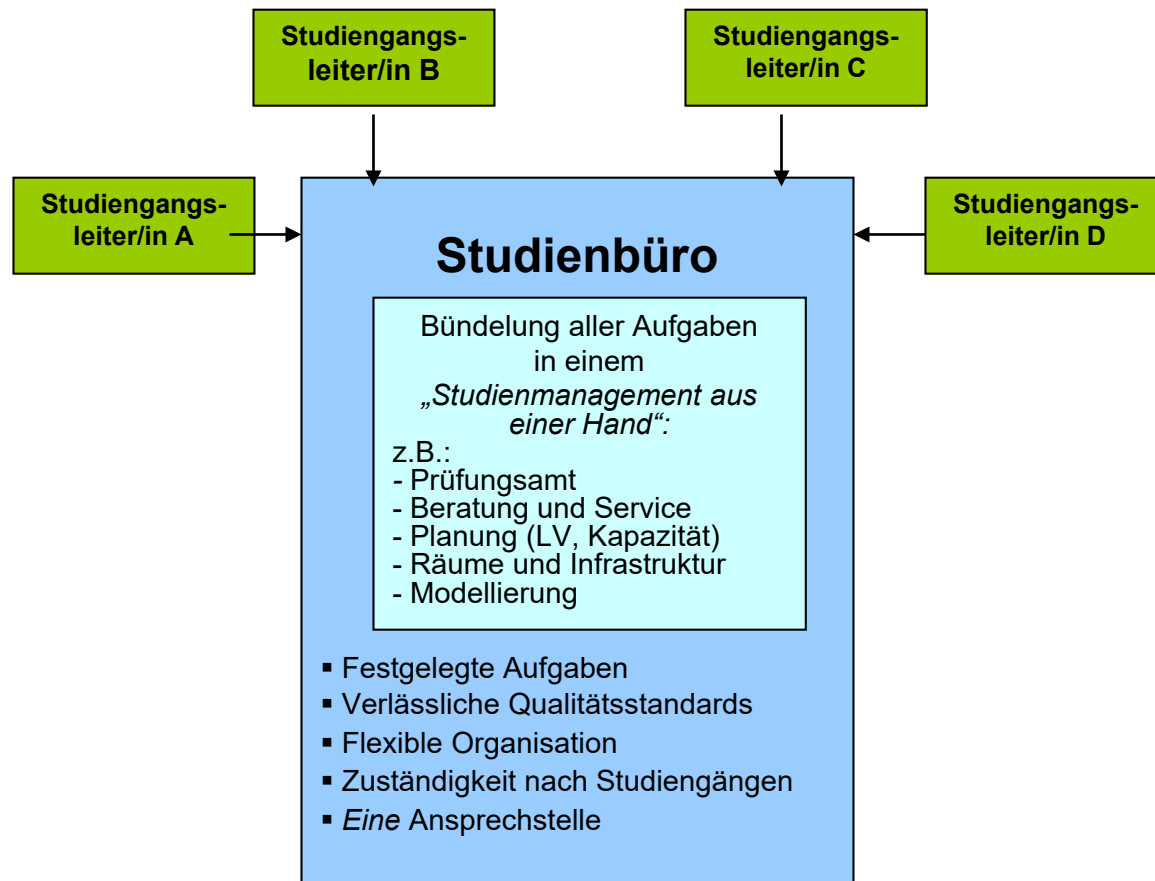 Studiengangs-
leiter/in B
Studiengangs-
leiter/in C
Studiengangs-
leiter/in A
Studiengangs-
leiter/in D
Studienbüro
Bündelung aller Aufgaben
in einem
„Studienmanagement aus
einer Hand“:
z.B.:
- Prüfungsamt
- Beratung und Service
- Planung (LV, Kapazität)
- Räume und Infrastruktur
- Modellierung
▪ Festgelegte Aufgaben
▪ Verlässliche Qualitätsstandards
▪ Flexible Organisation
▪ Zuständigkeit nach Studiengängen
▪ Eine Ansprechstelle